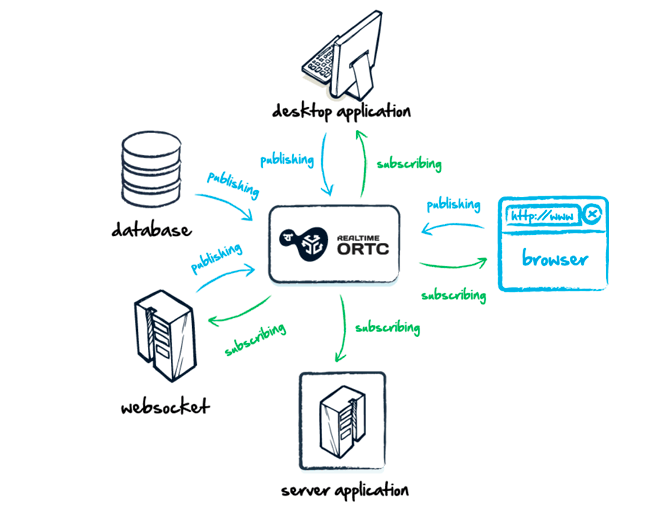 desktop application
publishing
subscribing
publishing
database
publishing
http://www
browser
REALTIME
ORTC
publishing
subscribing
subscribing
subscribing
websocket
server application